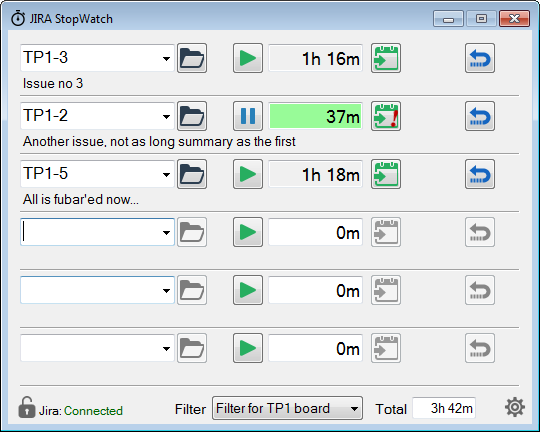 JIRA StopWatch
TP1-3 1h 16m
Issue no 3
TP1-2 37m
Another issue, not as long summary as the first
TP1-5 1h 18m
All is fubar'ed now...
0m
0m
0m
Jira: Connected Filter Filter for TP1 board Total 3h 42m